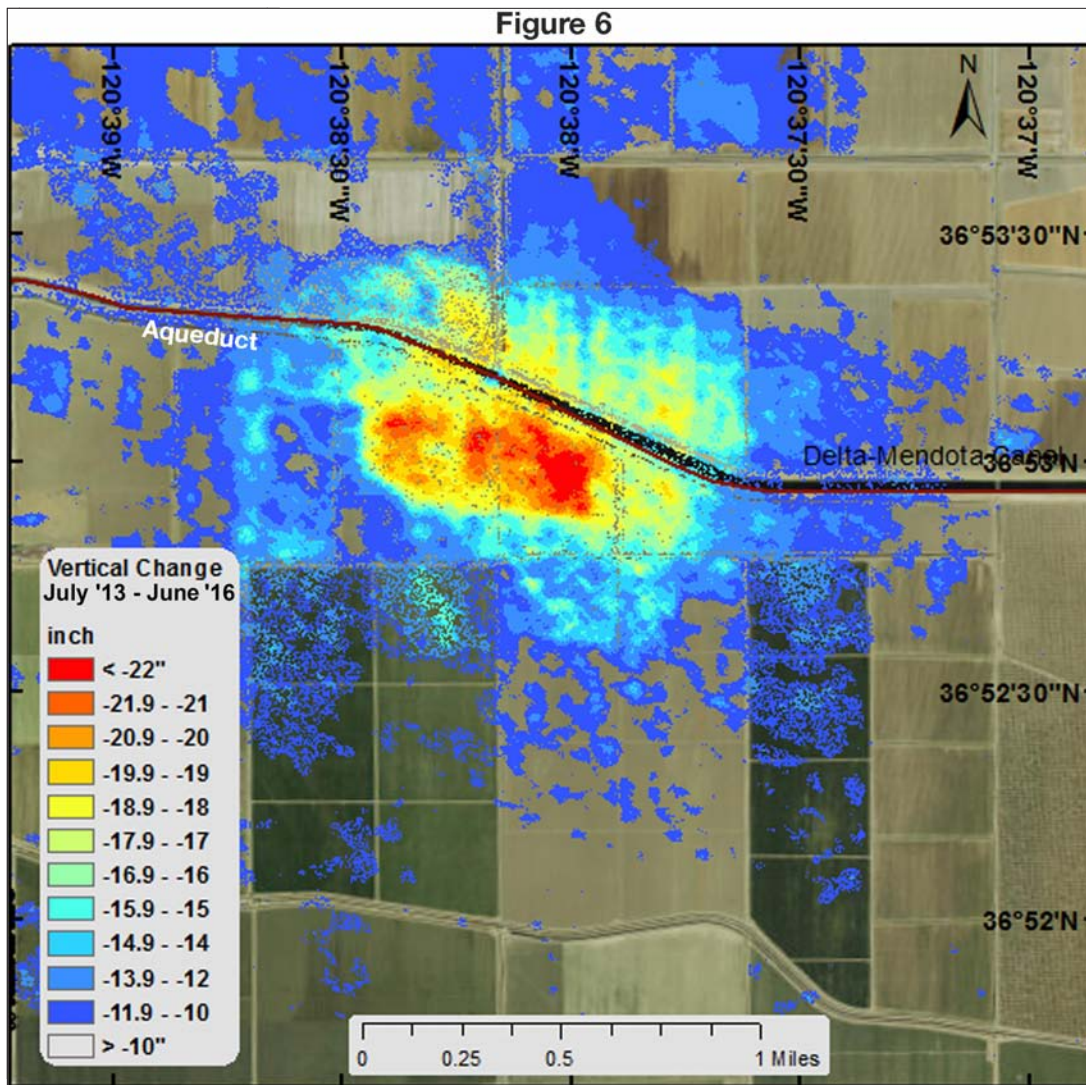 Figure 6
120°39'W
120°38'30"W
120°38'W
120°37'30"W
120°37'W
N
36°53'30"N
Aqueduct
Delta-Mendota Canal
36°53'N
Vertical Change
July '13 - June '16
inch
< -22"
-21.9 - -21
-20.9 - -20
-19.9 - -19
-18.9 - -18
-17.9 - -17
-16.9 - -16
-15.9 - -15
-14.9 - -14
-13.9 - -12
-11.9 - -10
> -10"
36°52'30"N
36°52'N
0 0.25 0.5 1 Miles